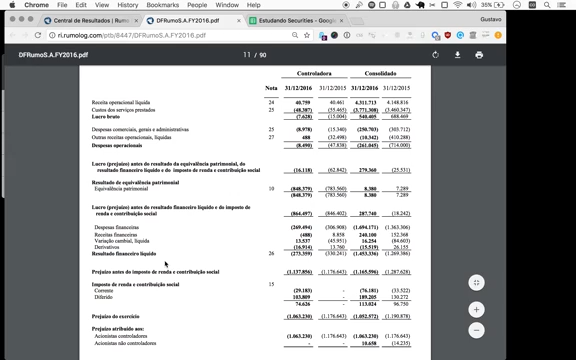 Chrome File Edit View History Bookmarks People Window Help
35%
Central de Resultados | Rumo
DFRumoS.A.FY2016.pdf
Estudando Securities - Google
Gustavo
ri.rumolog.com/ptb/8447/DFRumoS.A.FY2016.pdf
DFRumoS.A.FY2016.pdf 11 / 90
Controladora Consolidado
Nota 31/12/2016 31/12/2015 31/12/2016 31/12/2015
Receita operacional líquida 24 40.759 40.461 4.311.713 4.148.816
Custos dos serviços prestados 25 (48.387) (55.465) (3.771.308) (3.460.347)
Lucro bruto (7.628) (15.004) 540.405 688.469
Despesas comerciais, gerais e administrativas 25 (8.978) (15.340) (250.703) (303.712)
Outras receitas operacionais, líquidas 27 488 (32.498) (10.342) (410.288)
Despesas operacionais (8.490) (47.838) (261.045) (714.000)
Lucro (prejuízo) antes do resultado da equivalência patrimonial, do
resultado financeiro líquido e do imposto de renda e contribuição social (16.118) (62.842) 279.360 (25.531)
Resultado de equivalência patrimonial
Equivalência patrimonial 10 (848.379) (783.560) 8.380 7.289
(848.379) (783.560) 8.380 7.289
Lucro (prejuízo) antes do resultado financeiro líquido e do imposto de
renda e contribuição social (864.497) (846.402) 287.740 (18.242)
Despesas financeiras (269.494) (306.908) (1.694.171) (1.363.396)
Receitas financeiras (488) 8.858 240.100 152.368
Variação cambial, líquida 13.537 (45.951) 16.254 (84.603)
Derivativos (16.914) 13.760 (15.519) 26.155
Resultado financeiro líquido 26 (273.359) (330.241) (1.453.336) (1.269.386)
Prejuízo antes do imposto de renda e contribuição social (1.137.856) (1.176.643) (1.165.596) (1.287.628)
Imposto de renda e contribuição social 15
Corrente (29.183) - (76.181) (33.522)
Diferido 103.809 - 189.205 130.272
74.626 - 113.024 96.750
Prejuízo do exercício (1.063.230) (1.176.643) (1.052.572) (1.190.878)
Prejuízo atribuído aos:
Acionistas controladores (1.063.230) (1.176.643) (1.063.230) (1.176.643)
Acionistas não controladores - - 10.658 (14.235)